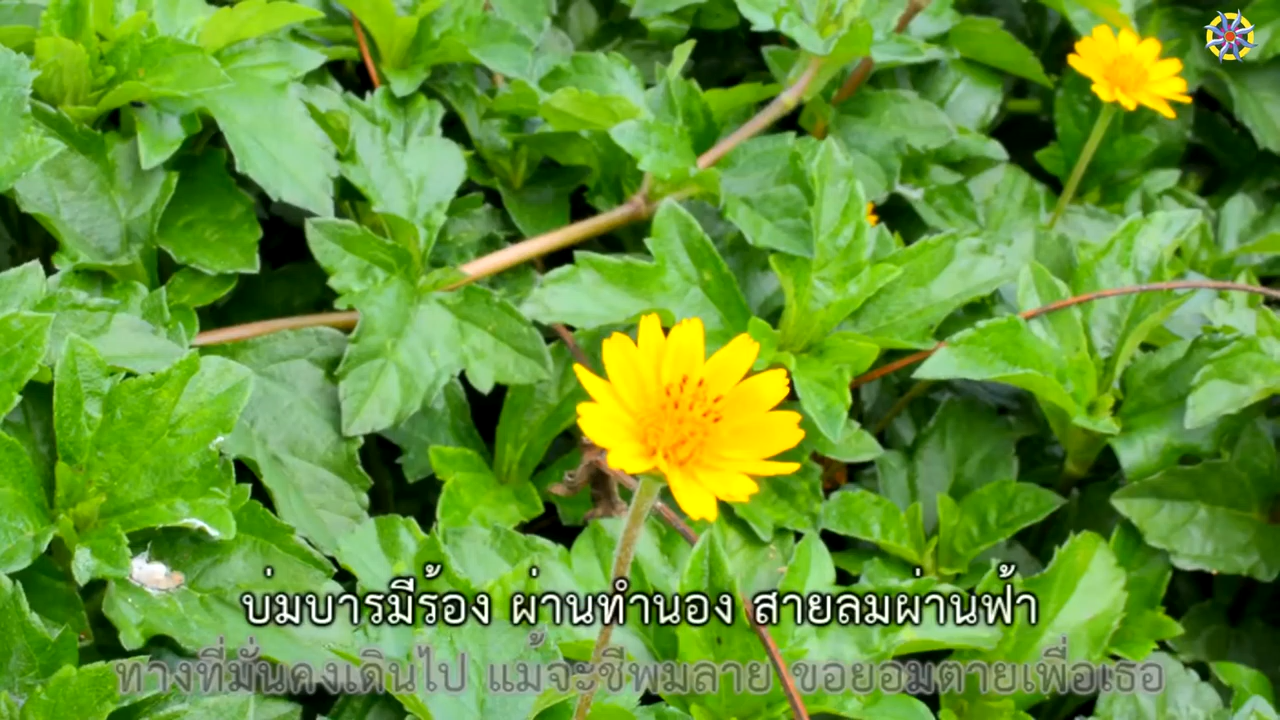 บ่มบารมีร้อง ผ่านทำนอง สายลมผ่านฟ้า
ทางที่มั่นคงเดินไป แม้จะชีพมลาย ขอยอมตายเพื่อเธอ